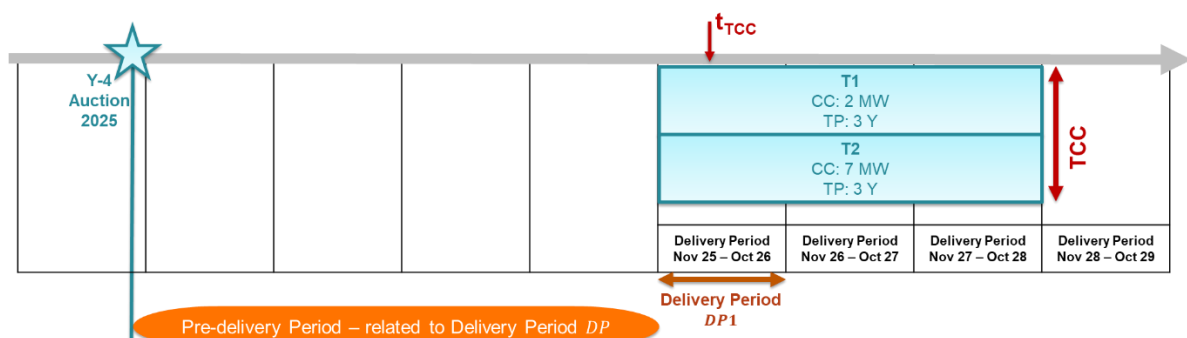 t_TCC
Y-4
Auction
2025
T1
CC: 2 MW
TP: 3 Y
T2
CC: 7 MW
TP: 3 Y
TCC
Delivery Period
Nov 25 – Oct 26
Delivery Period
Nov 26 – Oct 27
Delivery Period
Nov 27 – Oct 28
Delivery Period
Nov 28 – Oct 29
Delivery Period
DP1
Pre-delivery Period – related to Delivery Period DP